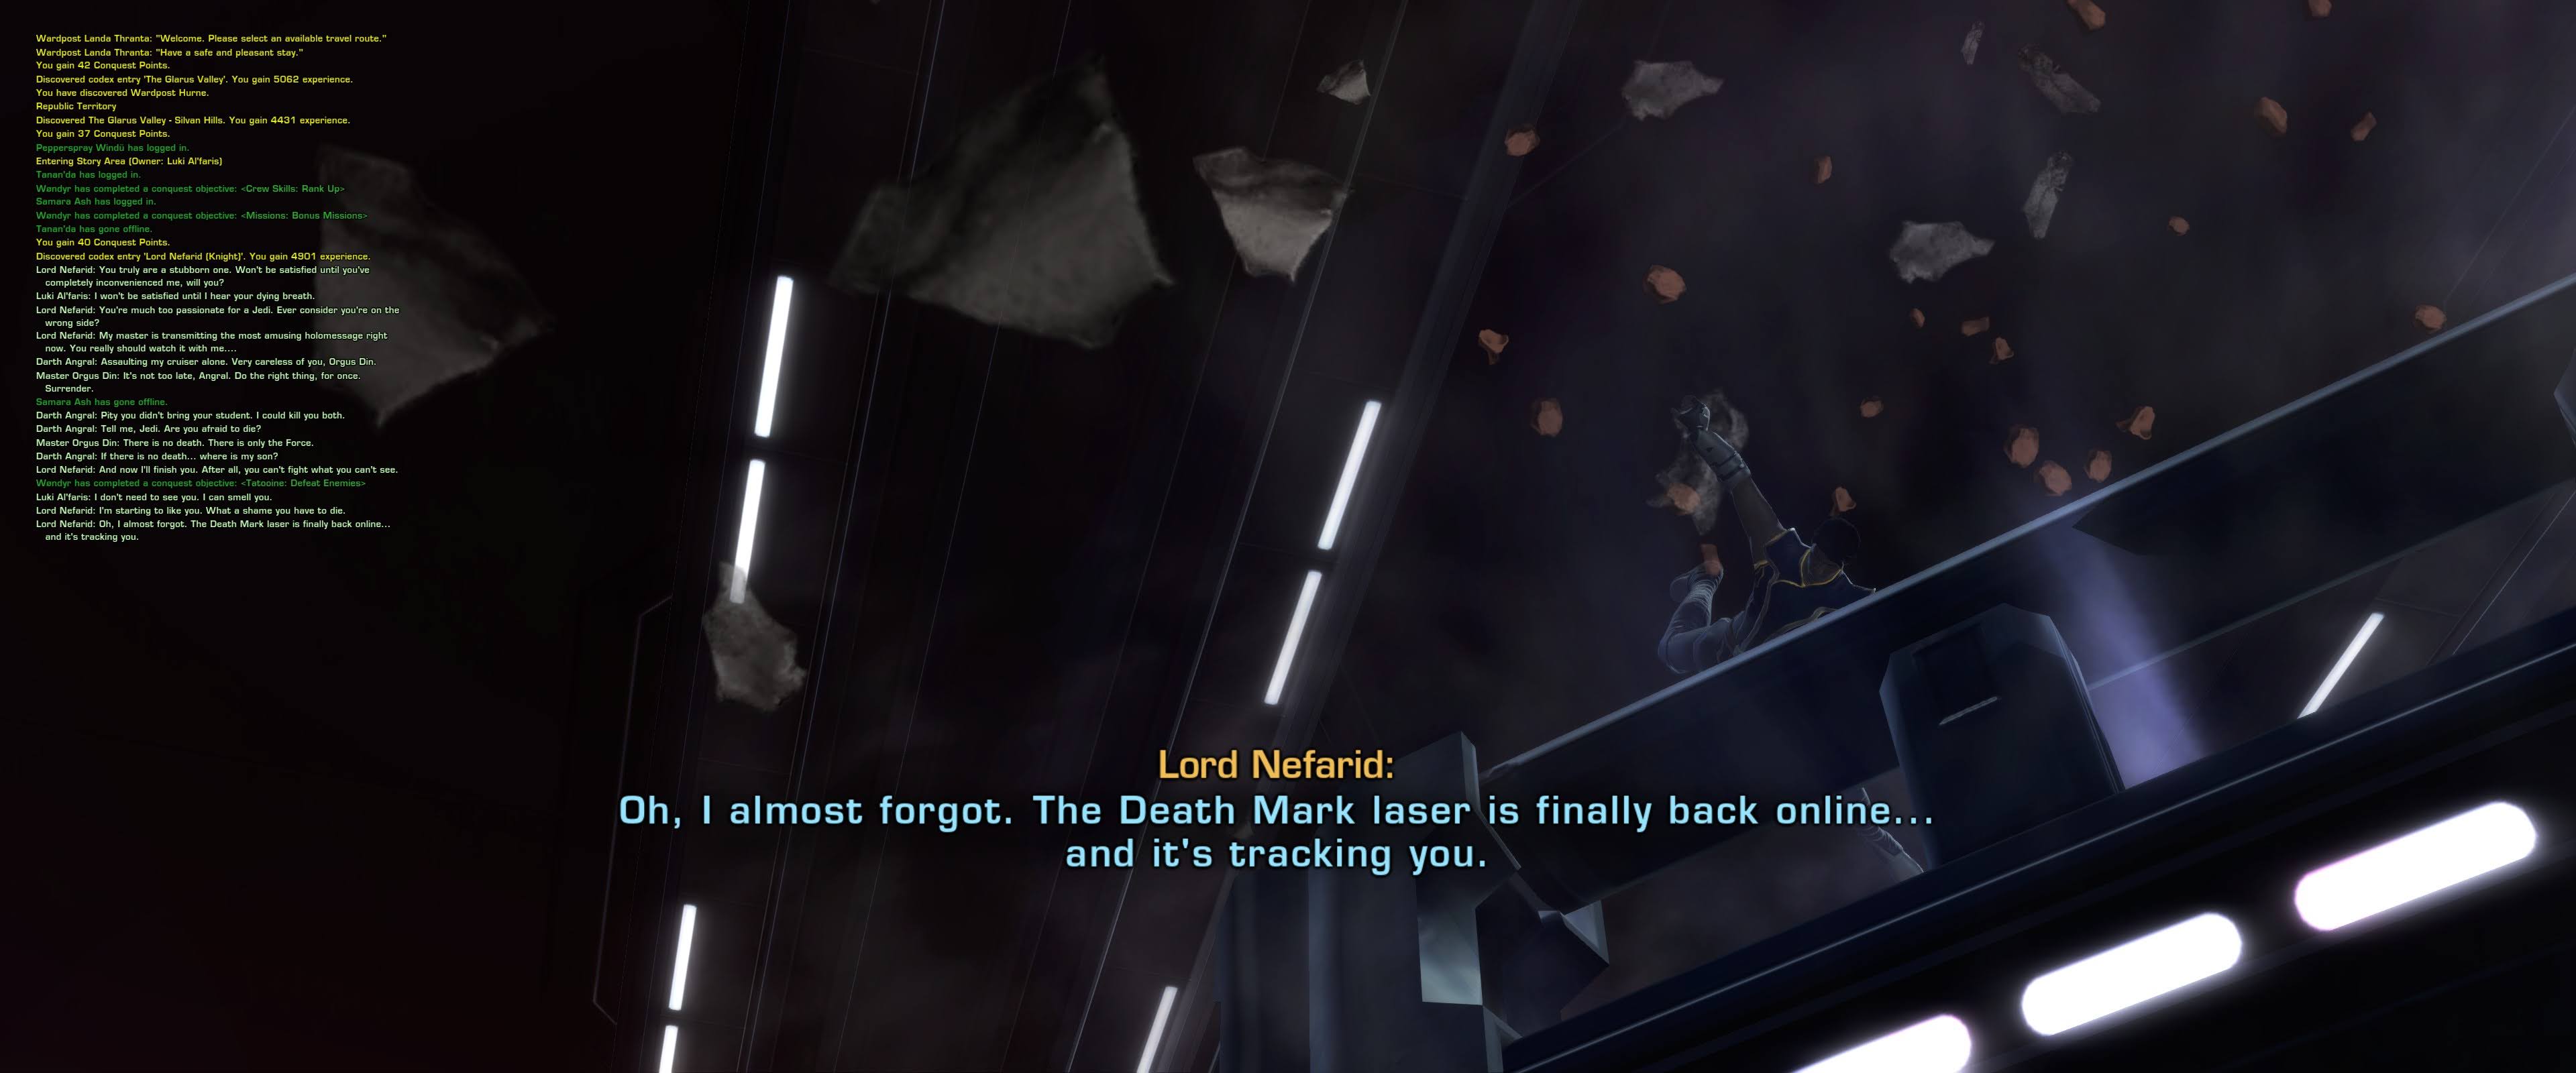 Wardpost Landa Thranta: "Welcome. Please select an available travel route."
Wardpost Landa Thranta: "Have a safe and pleasant stay."
You gain 42 Conquest Points.
Discovered codex entry 'The Glarus Valley'. You gain 5062 experience.
You have discovered Wardpost Hurne.
Republic Territory
Discovered The Glarus Valley - Silvan Hills. You gain 4431 experience.
You gain 37 Conquest Points.
Pepperspray Windü has logged in.
Entering Story Area (Owner: Luki Al'faris)
Tanan'da has logged in.
Wøndyr has completed a conquest objective: <Crew Skills: Rank Up>
Samara Ash has logged in.
Wøndyr has completed a conquest objective: <Missions: Bonus Missions>
Tanan'da has gone offline.
You gain 40 Conquest Points.
Discovered codex entry 'Lord Nefarid (Knight)'. You gain 4901 experience.
Lord Nefarid: You truly are a stubborn one. Won't be satisfied until you've
completely inconvenienced me, will you?
Luki Al'faris: I won't be satisfied until I hear your dying breath.
Lord Nefarid: You're much too passionate for a Jedi. Ever consider you're on the
wrong side?
Lord Nefarid: My master is transmitting the most amusing holomessage right
now. You really should watch it with me....
Darth Angral: Assaulting my cruiser alone. Very careless of you, Orgus Din.
Master Orgus Din: It's not too late, Angral. Do the right thing, for once.
Surrender.
Samara Ash has gone offline.
Darth Angral: Pity you didn't bring your student. I could kill you both.
Darth Angral: Tell me, Jedi. Are you afraid to die?
Master Orgus Din: There is no death. There is only the Force.
Darth Angral: If there is no death... where is my son?
Lord Nefarid: And now I'll finish you. After all, you can't fight what you can't see.
Wøndyr has completed a conquest objective: <Tatooine: Defeat Enemies>
Luki Al'faris: I don't need to see you. I can smell you.
Lord Nefarid: I'm starting to like you. What a shame you have to die.
Lord Nefarid: Oh, I almost forgot. The Death Mark laser is finally back online...
and it's tracking you.
Lord Nefarid:
Oh, I almost forgot. The Death Mark laser is finally back online...
and it's tracking you.